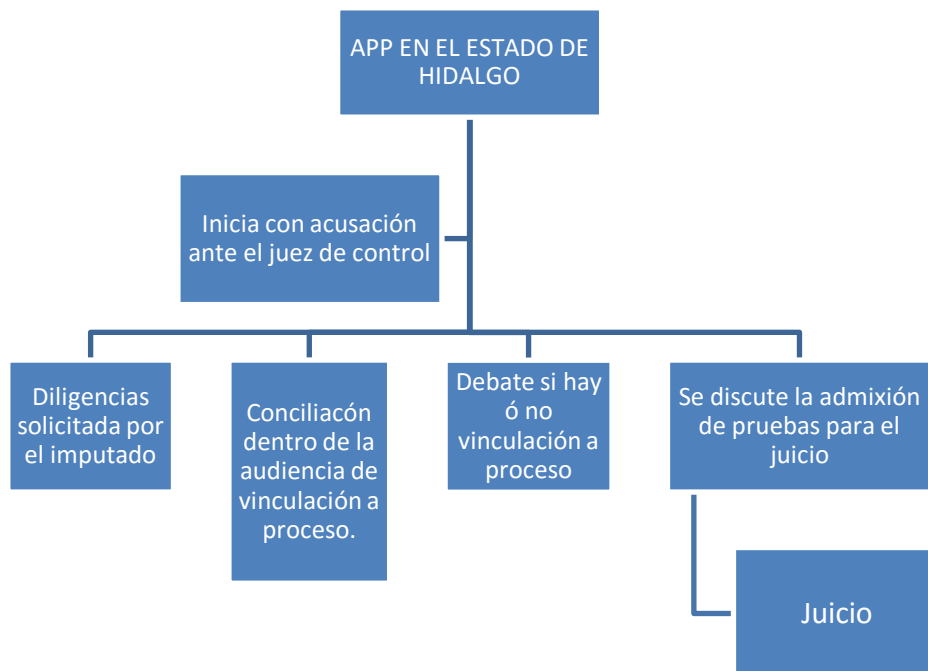 APP EN EL ESTADO DE
HIDALGO
Inicia con acusación
ante el juez de control
Diligencias
solicitada por
el imputado
Conciliacón
dentro de la
audiencia de
vinculación a
proceso.
Debate si hay
ó no
vinculación a
proceso
Se discute la admixión
de pruebas para el
juicio
Juicio